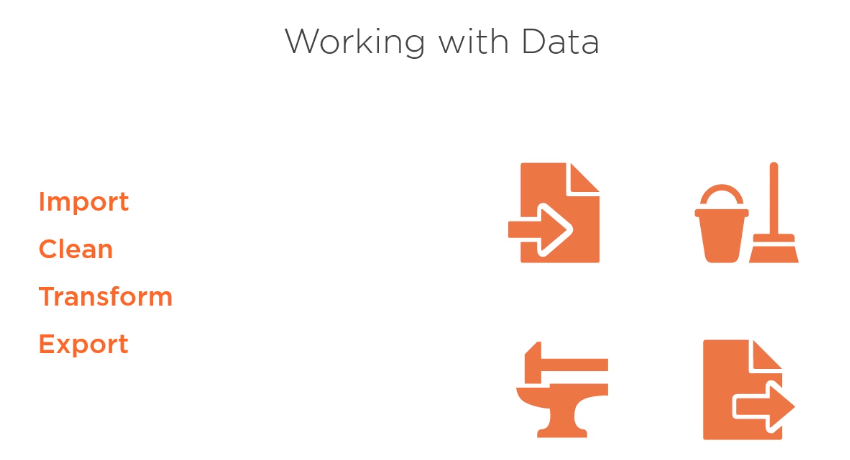 Working with Data
Import
Clean
Transform
Export